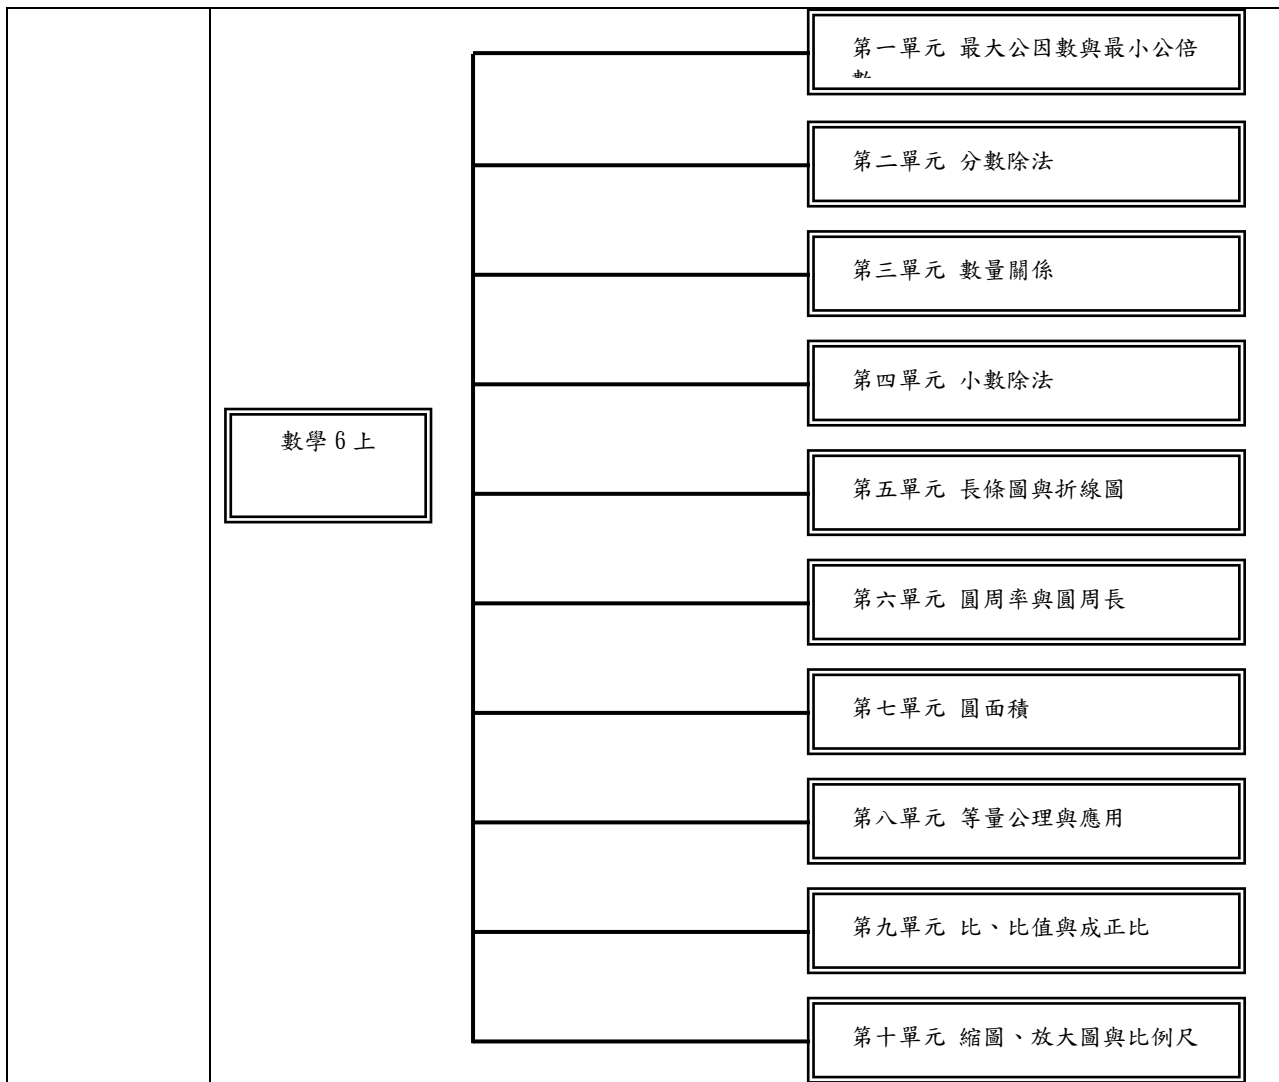 第一單元 最大公因數與最小公倍
數
第二單元 分數除法
第三單元 數量關係
第四單元 小數除法
數學6上
第五單元 長條圖與折線圖
第六單元 圓周率與圓周長
第七單元 圓面積
第八單元 等量公理與應用
第九單元 比、比值與成正比
第十單元 縮圖、放大圖與比例尺